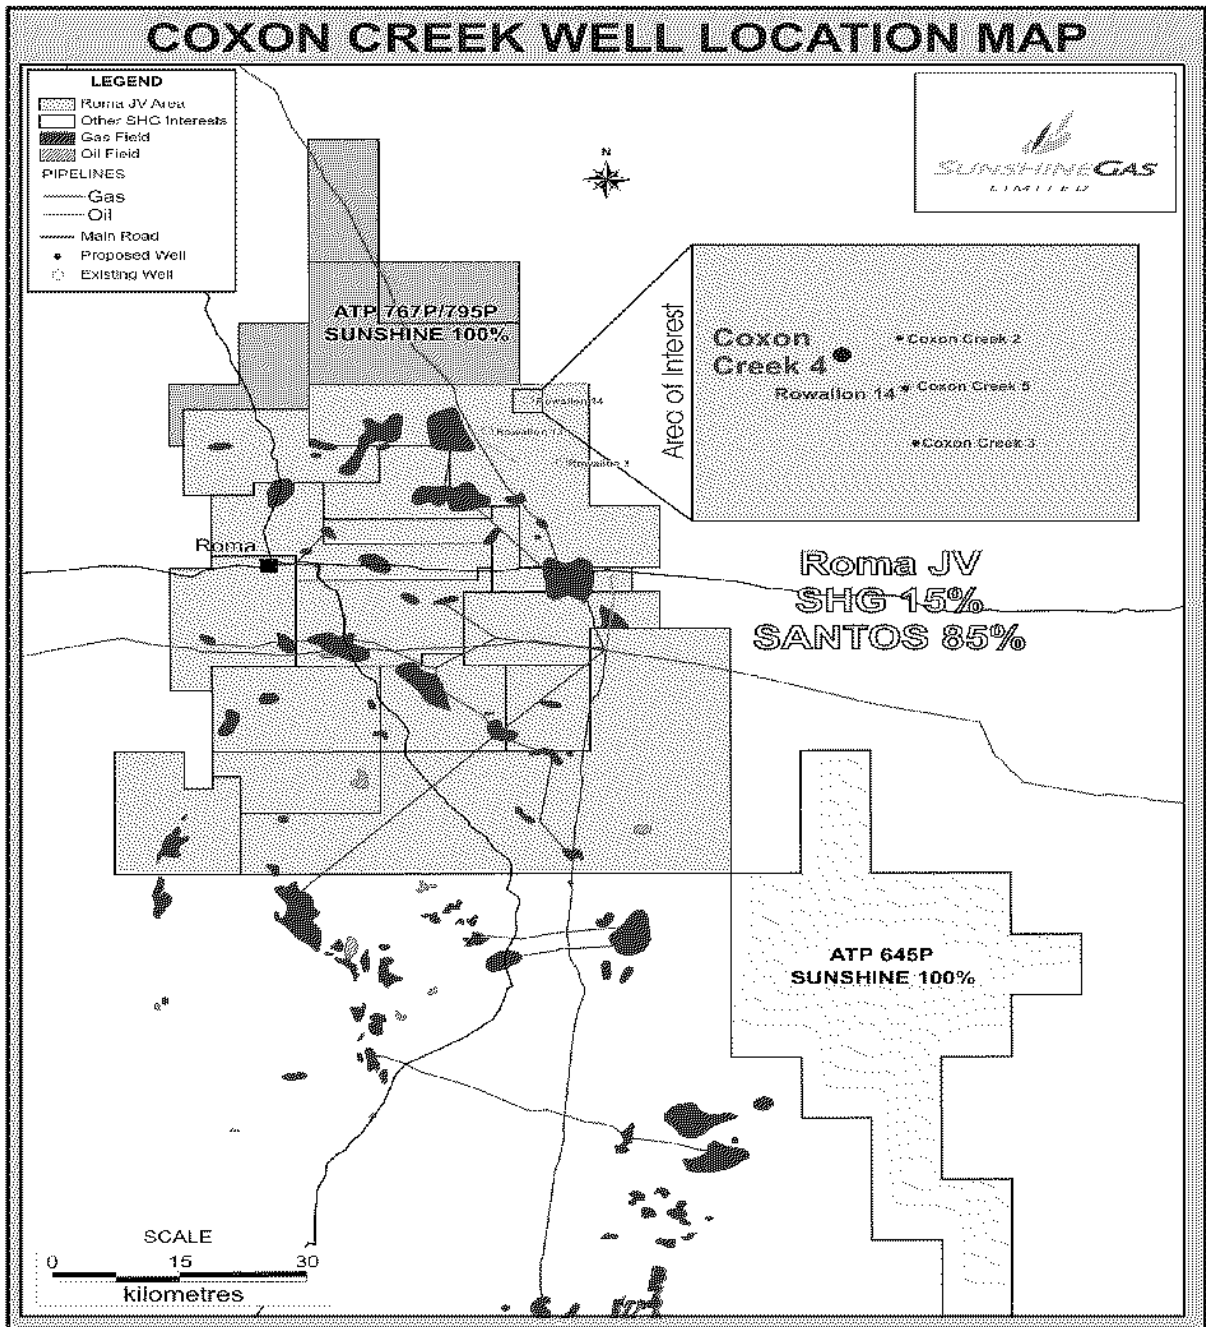 COXON CREEK WELL LOCATION MAP
LEGEND
Roma JV Area
Other SHG Interests
Gas Field
Oil Field
PIPELINES
Gas
Oil
Main Road
Proposed Well
Existing Well
N
SUNSHINE GAS
LIMITED
ATP 767P/795P
SUNSHINE 100%
Area of Interest
Coxon
Creek 4
Coxon Creek 2
Rowallon 14
Coxon Creek 5
Coxon Creek 3
Rowallon 14
Rowallon
Roma
Roma JV
SHG 15%
SANTOS 85%
ATP 645P
SUNSHINE 100%
SCALE
0 15 30
kilometres